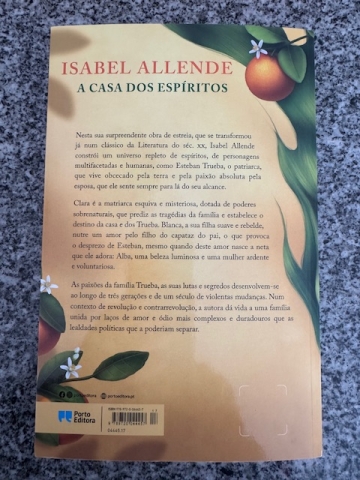 ISABEL ALLENDE
A CASA DOS ESPÍRITOS
Nesta sua surpreendente obra de estreia, que se transformou
já num clássico da Literatura do séc. XX, Isabel Allende
constrói um universo repleto de espíritos, de personagens
multifacetadas e humanas, como Esteban Trueba, o patriarca,
que vive obcecado pela terra e pela paixão absoluta pela
esposa, que ele sente sempre para lá do seu alcance.
Clara é a matriarca esquiva e misteriosa, dotada de poderes
sobrenaturais, que prediz as tragédias da família e estabelece o
destino da casa e dos Trueba. Blanca, a sua filha suave e rebelde,
nutre um amor pelo filho do capataz do pai, o que provoca
o desprezo de Esteban, mesmo quando deste amor nasce a neta
que ele adora: Alba, uma beleza luminosa e uma mulher ardente
e voluntariosa.
As paixões da família Trueba, as suas lutas e segredos desenvolvem-se
ao longo de três gerações e de um século de violentas mudanças. Num
contexto de revolução e contrarrevolução, a autora dá vida a uma família
unida por laços de amor e ódio mais complexos e duradouros que as
lealdades políticas que a poderiam separar.
Porto
Editora